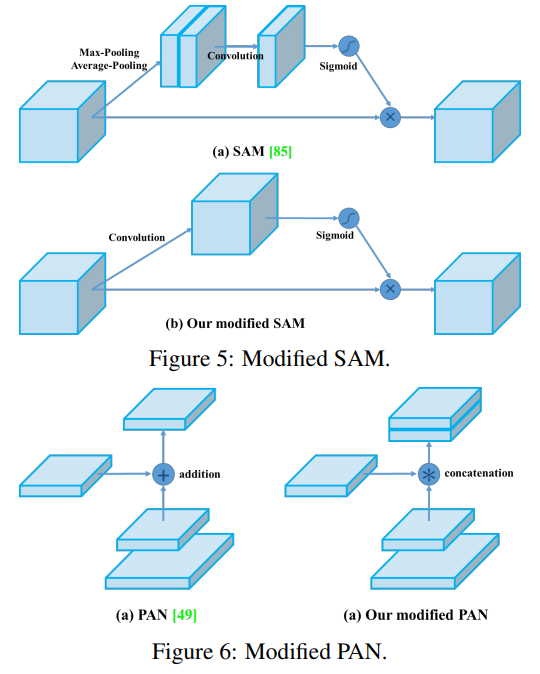 Max-Pooling
Average-Pooling
Convolution
Sigmoid
×
(a) SAM [85]
Convolution
Sigmoid
×
(b) Our modified SAM
Figure 5: Modified SAM.
+ addition
* concatenation
(a) PAN [49]
(a) Our modified PAN
Figure 6: Modified PAN.